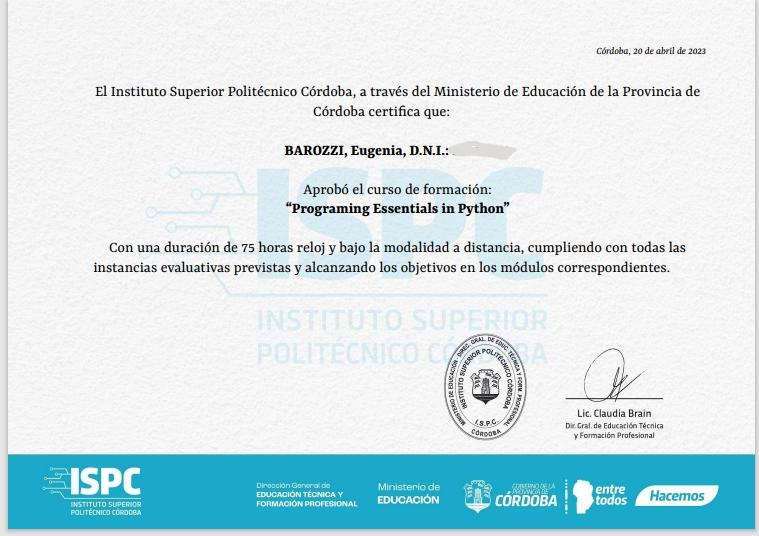 Córdoba, 20 de abril de 2023
El Instituto Superior Politécnico Córdoba, a través del Ministerio de Educación de la Provincia de
Córdoba certifica que:
BAROZZI, Eugenia, D.N.I.:
Aprobó el curso de formación:
“Programing Essentials in Python”
Con una duración de 75 horas reloj y bajo la modalidad a distancia, cumpliendo con todas las
instancias evaluativas previstas y alcanzando los objetivos en los módulos correspondientes.
ISPC
INSTITUTO SUPERIOR
POLITÉCNICO CÓRDOBA
MINISTERIO DE EDUCACIÓN - DIREC. GRAL. DE EDUC. TÉCNICA Y FORM. PROFESIONAL
INSTITUTO SUPERIOR POLITÉCNICO CÓRDOBA
I.S.P.C.
CÓRDOBA
Lic. Claudia Brain
Dir. Gral. de Educación Técnica
y Formación Profesional
ISPC
INSTITUTO SUPERIOR
POLITÉCNICO CÓRDOBA
Dirección General de
EDUCACIÓN TÉCNICA Y
FORMACIÓN PROFESIONAL
Ministerio de
EDUCACIÓN
GOBIERNO DE LA
PROVINCIA DE
CÓRDOBA
entre
todos
Hacemos